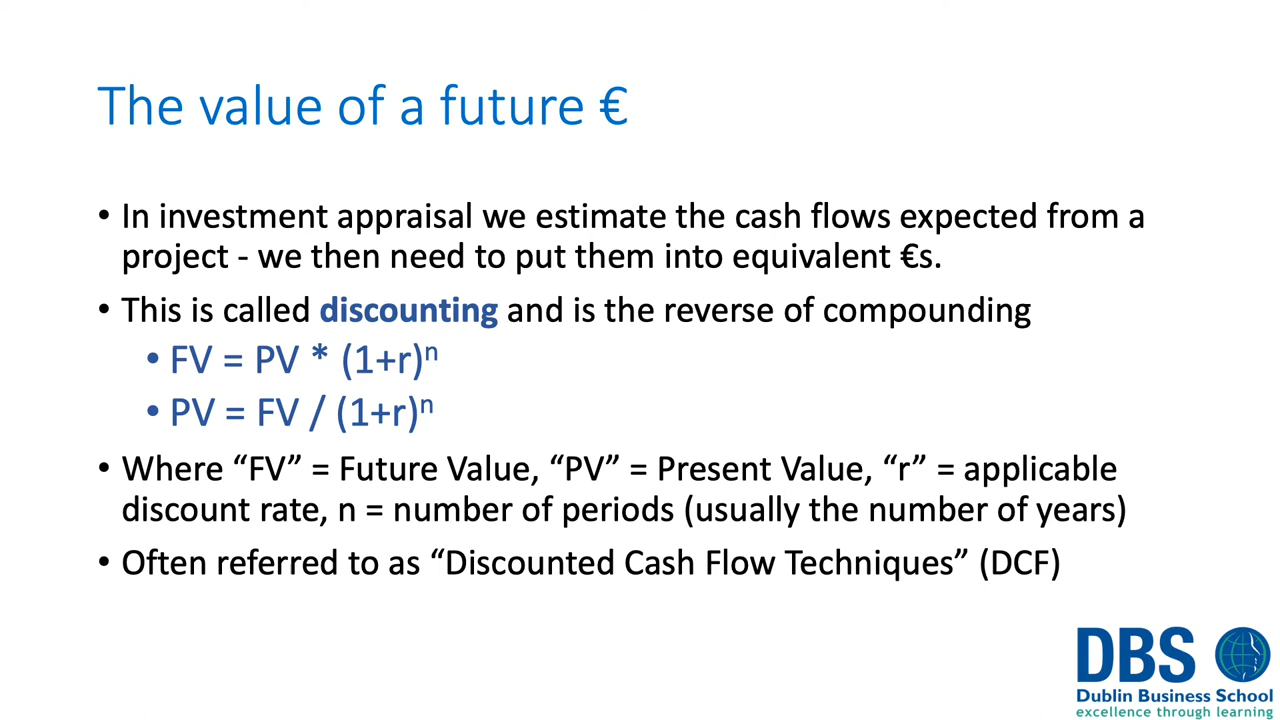 The value of a future €
• In investment appraisal we estimate the cash flows expected from a
project - we then need to put them into equivalent €s.
• This is called discounting and is the reverse of compounding
• FV = PV * (1+r)ⁿ
• PV = FV / (1+r)ⁿ
• Where “FV” = Future Value, “PV” = Present Value, “r” = applicable
discount rate, n = number of periods (usually the number of years)
• Often referred to as “Discounted Cash Flow Techniques” (DCF)
DBS
Dublin Business School
excellence through learning